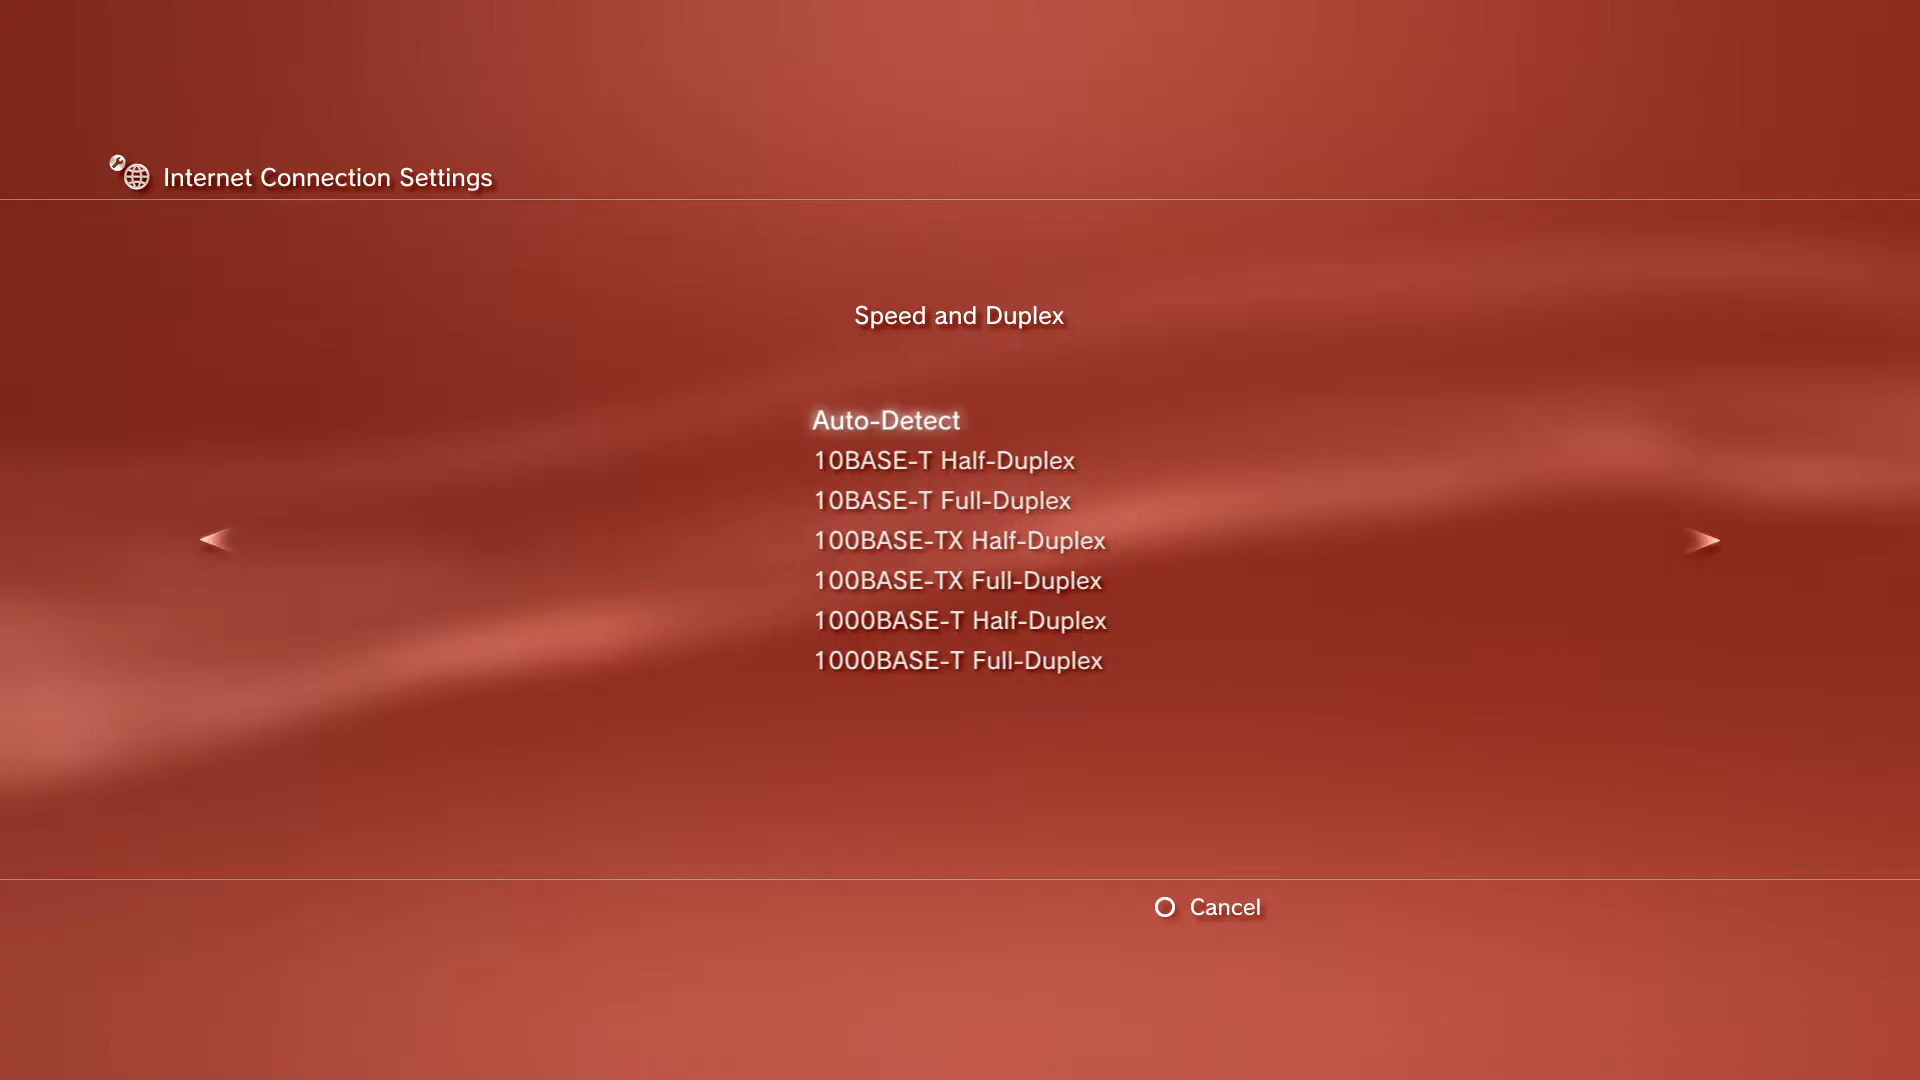 Internet Connection Settings
Speed and Duplex
Auto-Detect
10BASE-T Half-Duplex
10BASE-T Full-Duplex
100BASE-TX Half-Duplex
100BASE-TX Full-Duplex
1000BASE-T Half-Duplex
1000BASE-T Full-Duplex
Cancel